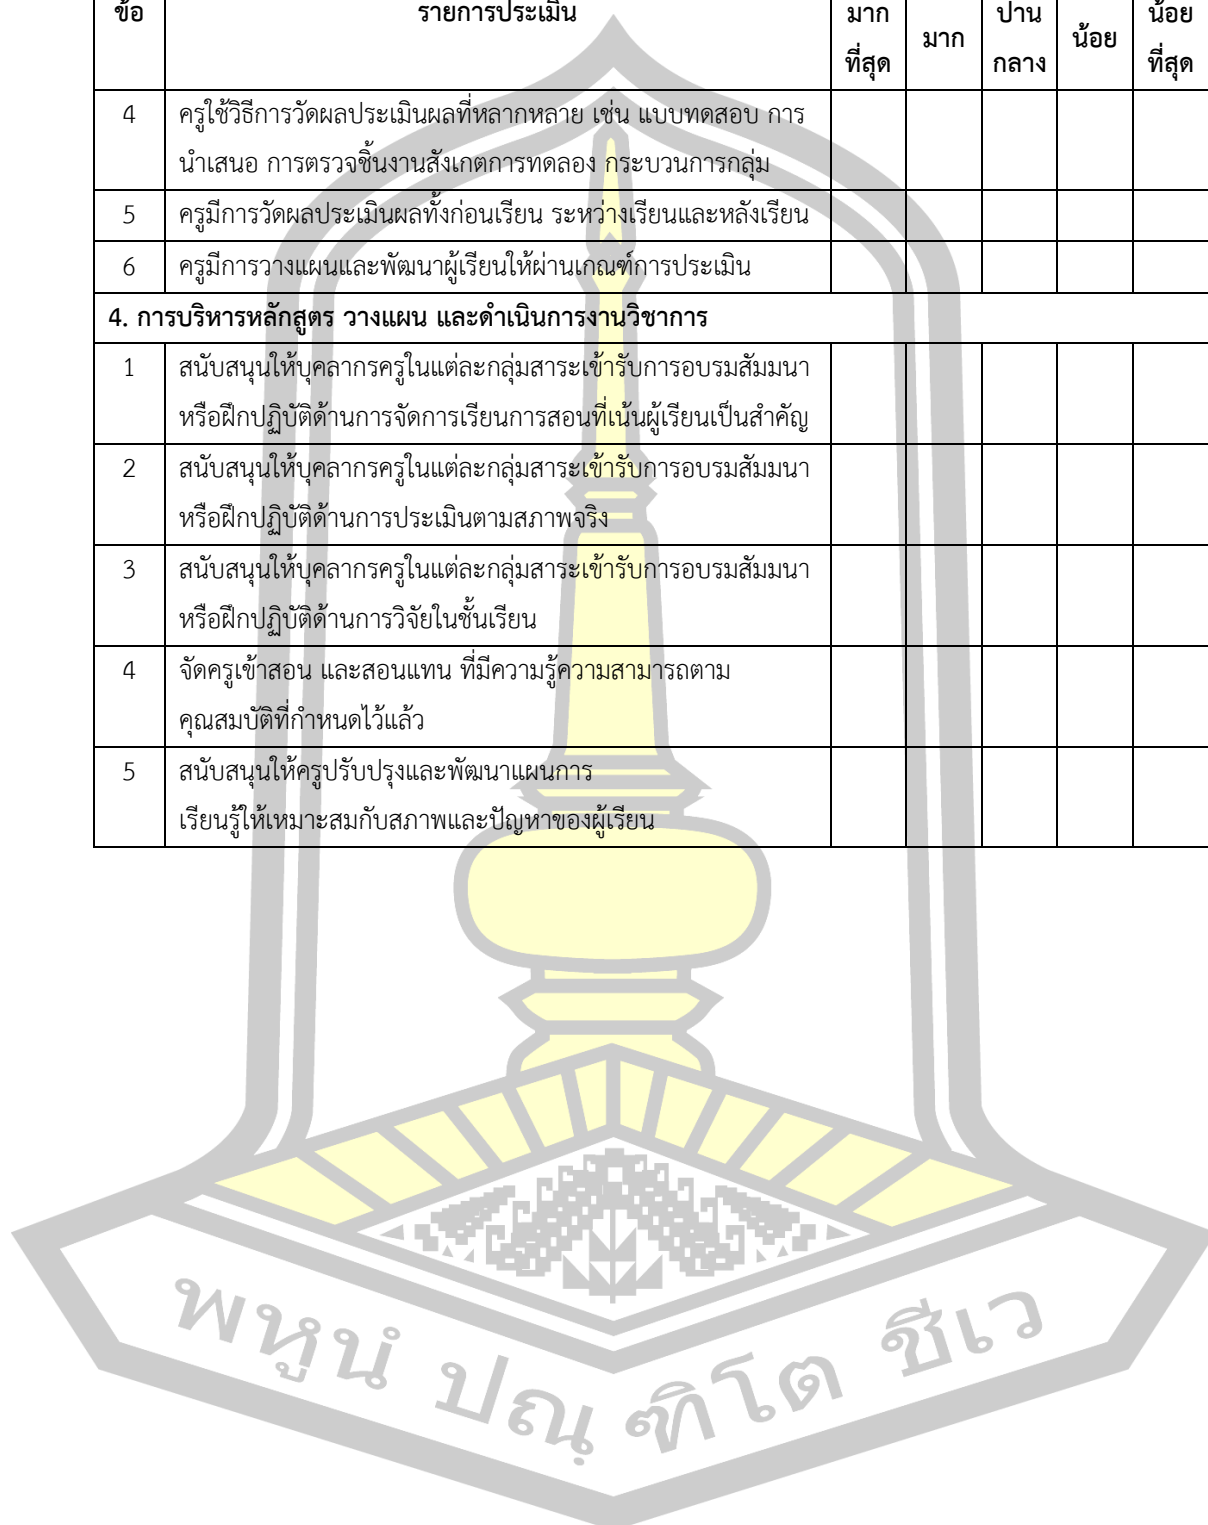 ข้อ รายการประเมิน มาก ที่สุด มาก ปาน กลาง น้อย น้อย ที่สุด
4 ครูใช้วิธีการวัดผลประเมินผลที่หลากหลาย เช่น แบบทดสอบ การ
นำเสนอ การตรวจชิ้นงานสังเกตการทดลอง กระบวนการกลุ่ม
5 ครูมีการวัดผลประเมินผลทั้งก่อนเรียน ระหว่างเรียนและหลังเรียน
6 ครูมีการวางแผนและพัฒนาผู้เรียนให้ผ่านเกณฑ์การประเมิน
4. การบริหารหลักสูตร วางแผน และดำเนินการงานวิชาการ
1 สนับสนุนให้บุคลากรครูในแต่ละกลุ่มสาระเข้ารับการอบรมสัมมนา
หรือฝึกปฏิบัติด้านการจัดการเรียนการสอนที่เน้นผู้เรียนเป็นสำคัญ
2 สนับสนุนให้บุคลากรครูในแต่ละกลุ่มสาระเข้ารับการอบรมสัมมนา
หรือฝึกปฏิบัติด้านการประเมินตามสภาพจริง
3 สนับสนุนให้บุคลากรครูในแต่ละกลุ่มสาระเข้ารับการอบรมสัมมนา
หรือฝึกปฏิบัติด้านการวิจัยในชั้นเรียน
4 จัดครูเข้าสอน และสอนแทน ที่มีความรู้ความสามารถตาม
คุณสมบัติที่กำหนดไว้แล้ว
5 สนับสนุนให้ครูปรับปรุงและพัฒนาแผนการ
เรียนรู้ให้เหมาะสมกับสภาพและปัญหาของผู้เรียน
พหูนํ ปณฺ ฑิโต ชีเว